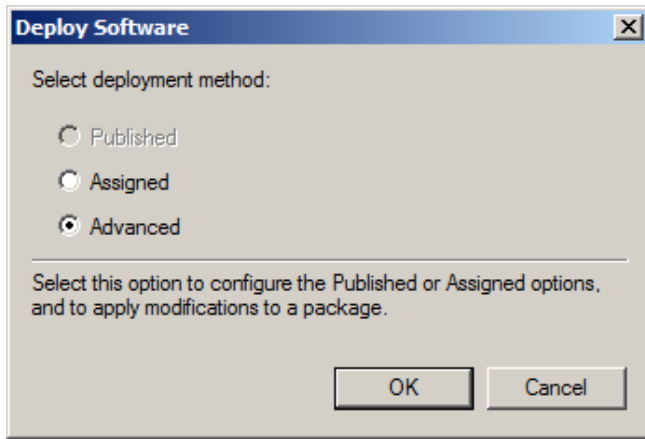 Deploy Software
Select deployment method:
Published
Assigned
Advanced
Select this option to configure the Published or Assigned options,
and to apply modifications to a package.
OK
Cancel